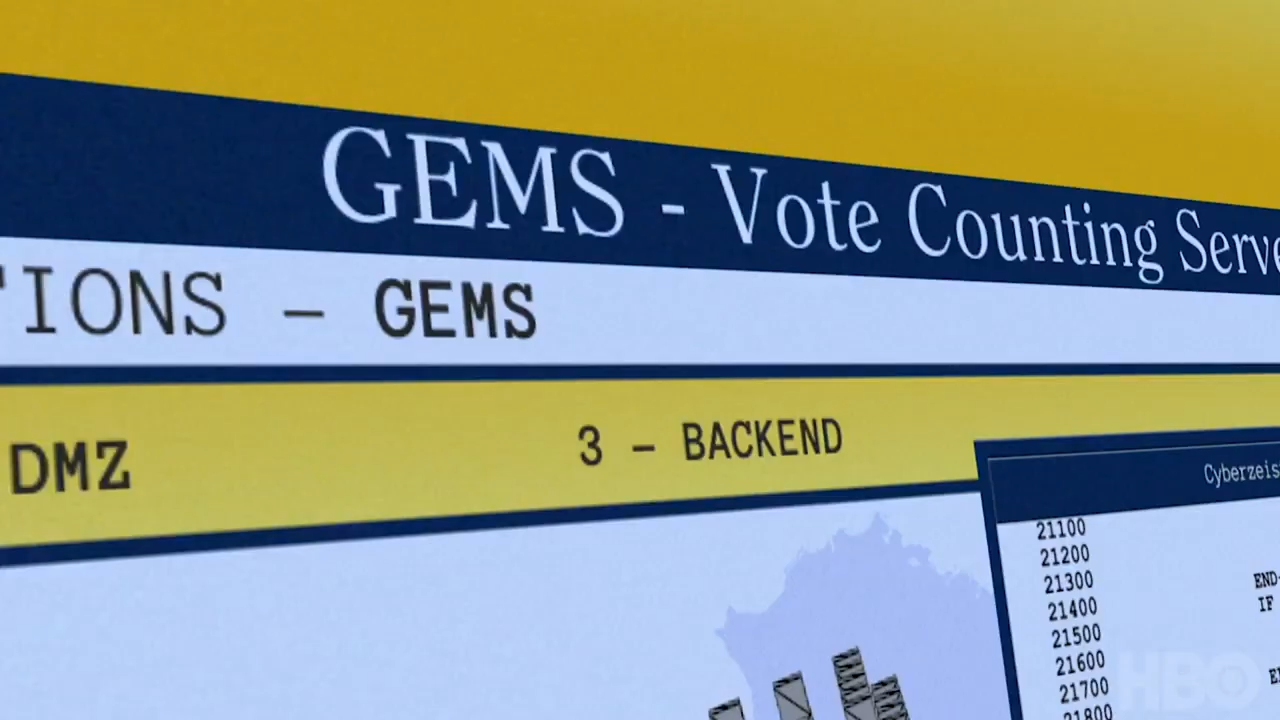 GEMS - Vote Counting Serve
TIONS – GEMS
DMZ
3 – BACKEND
Cyberzeis
21100
21200
21300
END-
21400
IF
21500
21600
21700
21800
HBO